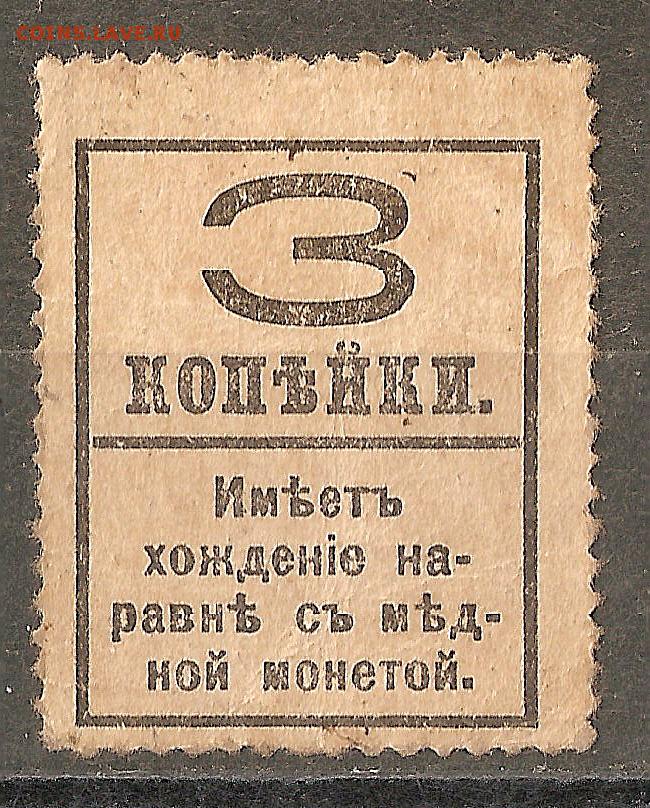 COINS.LAVE.RU
3
КОПѢЙКИ.
Имѣетъ
хожденіе на-
равнѣ съ мѣд-
ной монетой.